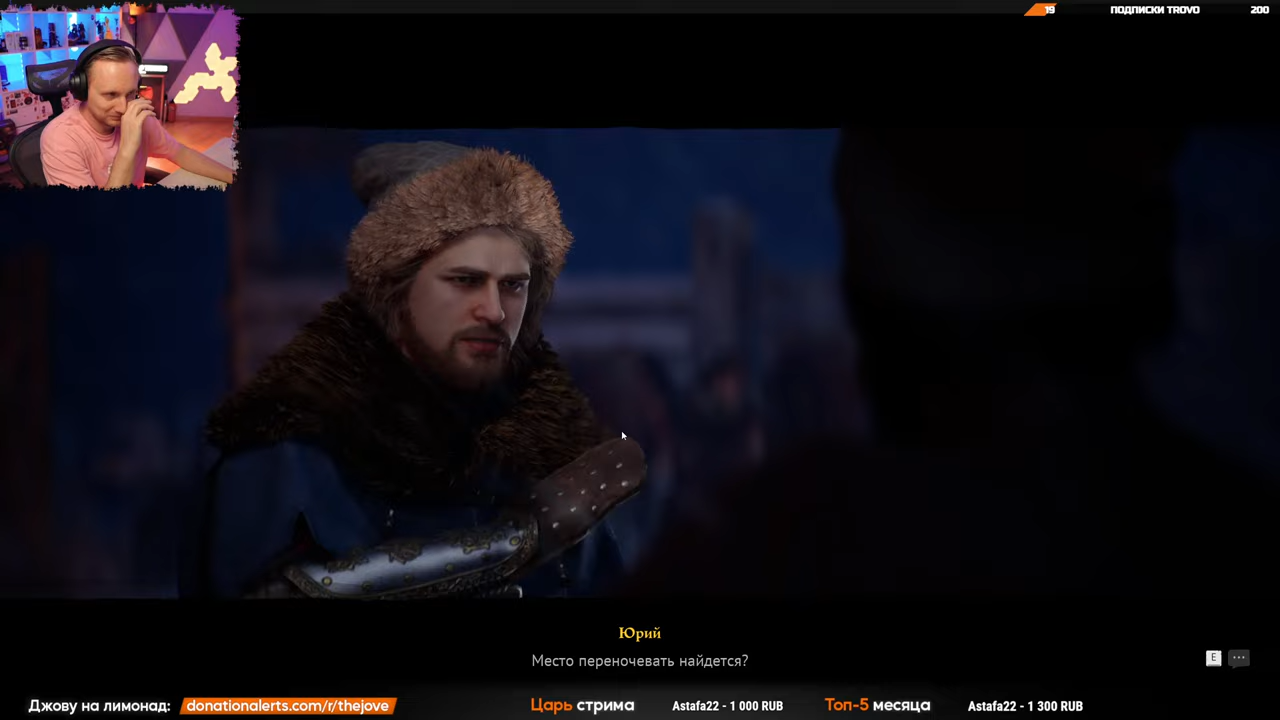 19 ПОДПИСКИ TROVO 200
Юрий
Место переночевать найдется?
E ...
Джову на лимонад: donationalerts.com/r/thejove Царь стрима Astafa22 - 1 000 RUB Топ-5 месяца Astafa22 - 1 300 RUB